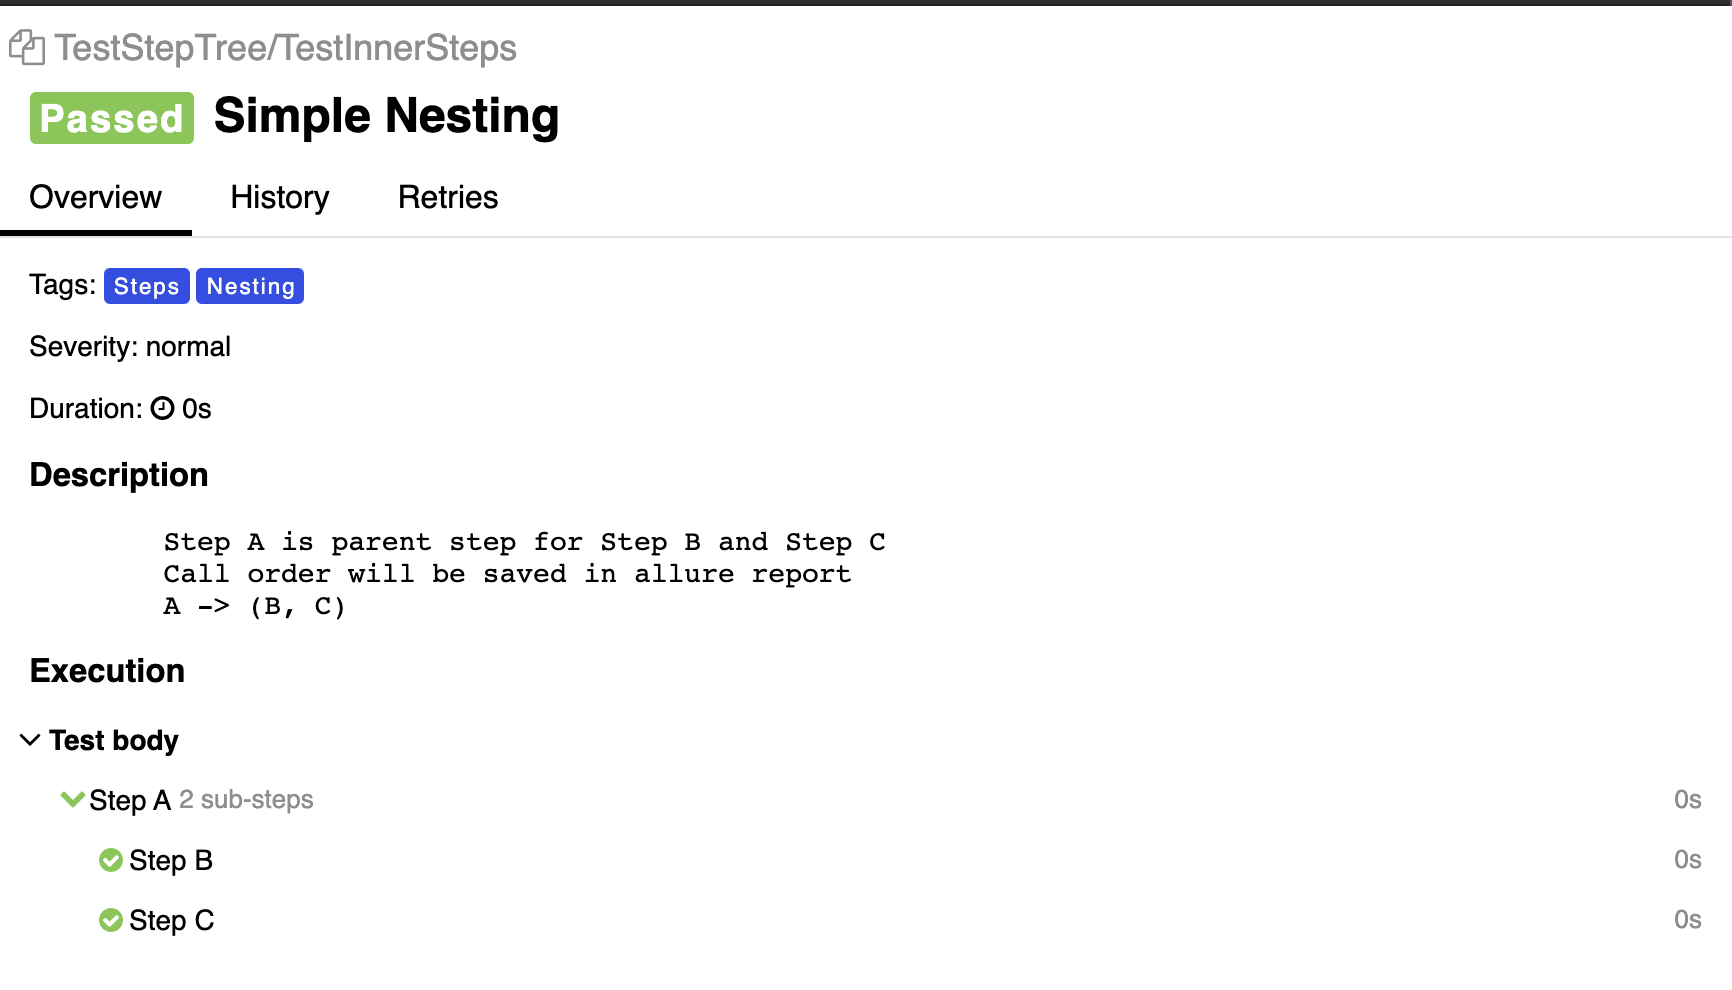 TestStepTree/TestInnerSteps
Passed Simple Nesting
Overview History Retries
Tags: Steps Nesting
Severity: normal
Duration: 0s
Description
Step A is parent step for Step B and Step C
Call order will be saved in allure report
A -> (B, C)
Execution
Test body
Step A 2 sub-steps 0s
Step B 0s
Step C 0s